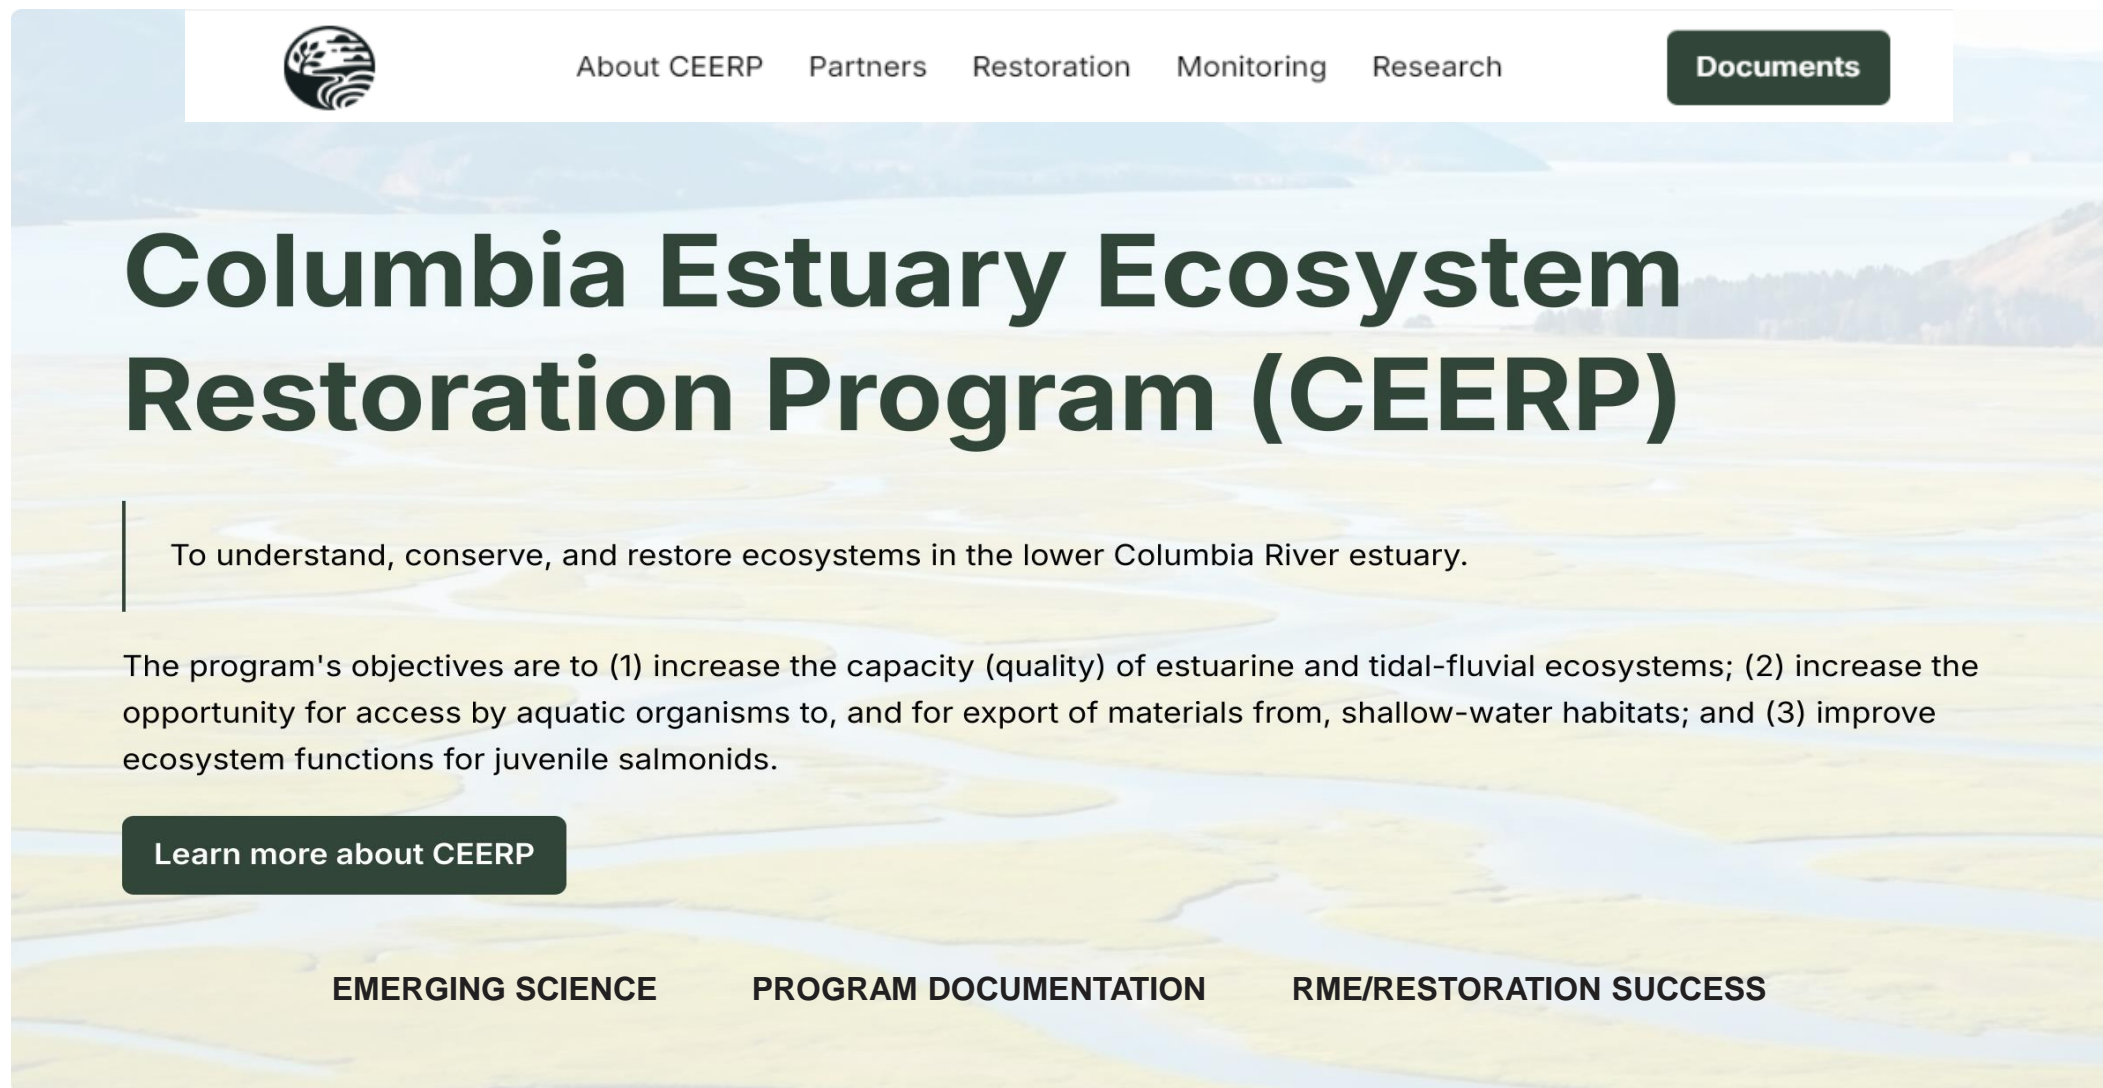 About CEERP Partners Restoration Monitoring Research Documents
Columbia Estuary Ecosystem
Restoration Program (CEERP)
To understand, conserve, and restore ecosystems in the lower Columbia River estuary.
The program's objectives are to (1) increase the capacity (quality) of estuarine and tidal-fluvial ecosystems; (2) increase the
opportunity for access by aquatic organisms to, and for export of materials from, shallow-water habitats; and (3) improve
ecosystem functions for juvenile salmonids.
Learn more about CEERP
EMERGING SCIENCE PROGRAM DOCUMENTATION RME/RESTORATION SUCCESS